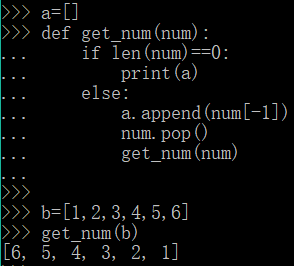 >>> a=[]
>>> def get_num(num):
...     if len(num)==0:
...         print(a)
...     else:
...         a.append(num[-1])
...         num.pop()
...         get_num(num)
...
>>>
>>> b=[1,2,3,4,5,6]
>>> get_num(b)
[6, 5, 4, 3, 2, 1]